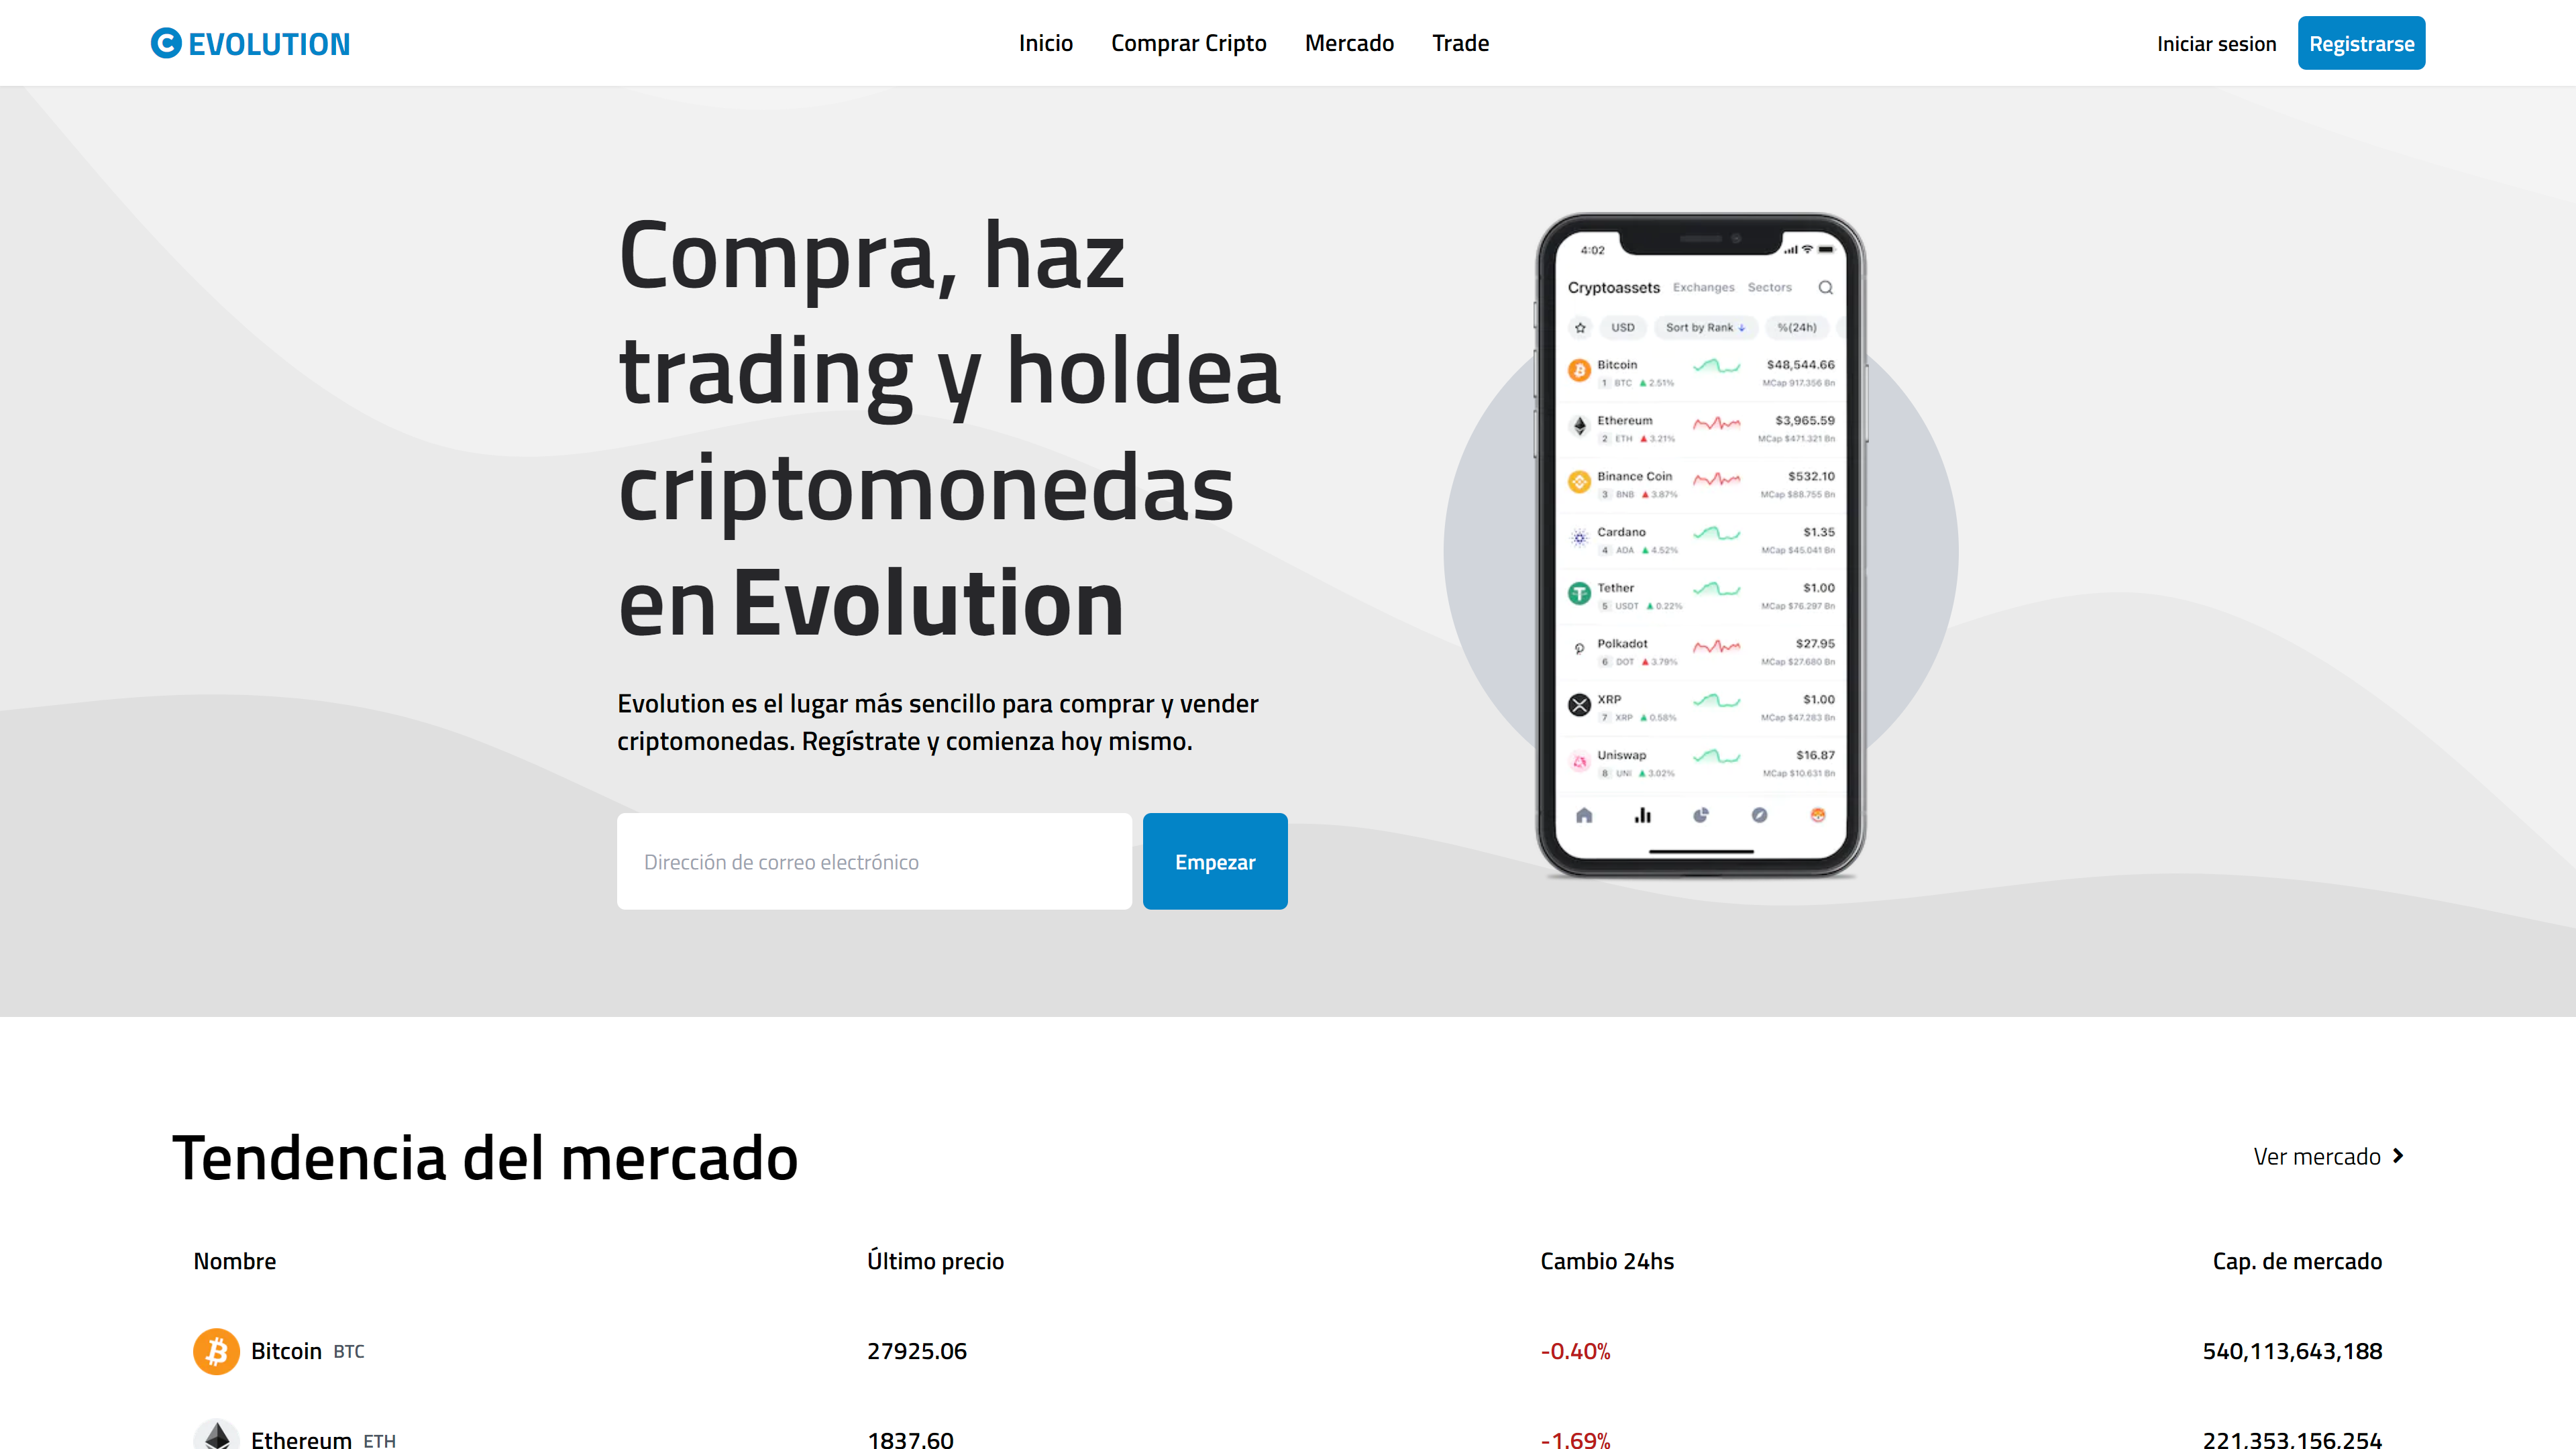 C EVOLUTION
Inicio Comprar Cripto Mercado Trade
Iniciar sesion Registrarse
Compra, haz
trading y holdea
criptomonedas
en Evolution
Evolution es el lugar más sencillo para comprar y vender
criptomonedas. Regístrate y comienza hoy mismo.
Dirección de correo electrónico
Empezar
4:02
Cryptoassets Exchanges Sectors
USD Sort by Rank ↓ %(24h)
Bitcoin $48,544.66
1 BTC ▲ 2.51% MCap 917.356 Bn
Ethereum $3,965.59
2 ETH ▲ 3.21% MCap $471.321 Bn
Binance Coin $532.10
3 BNB ▲ 3.87% MCap $88.755 Bn
Cardano $1.35
4 ADA ▲ 4.52% MCap $45.041 Bn
Tether $1.00
5 USDT ▲ 0.22% MCap $76.297 Bn
Polkadot $27.95
6 DOT ▲ 3.79% MCap $27.680 Bn
XRP $1.00
7 XRP ▲ 0.58% MCap $47.283 Bn
Uniswap $16.87
8 UNI ▲ 3.02% MCap $10.631 Bn
Tendencia del mercado
Ver mercado
Nombre Último precio Cambio 24hs Cap. de mercado
Bitcoin BTC 27925.06 -0.40% 540,113,643,188
Ethereum ETH 1837.60 -1.69% 221,353,156,254